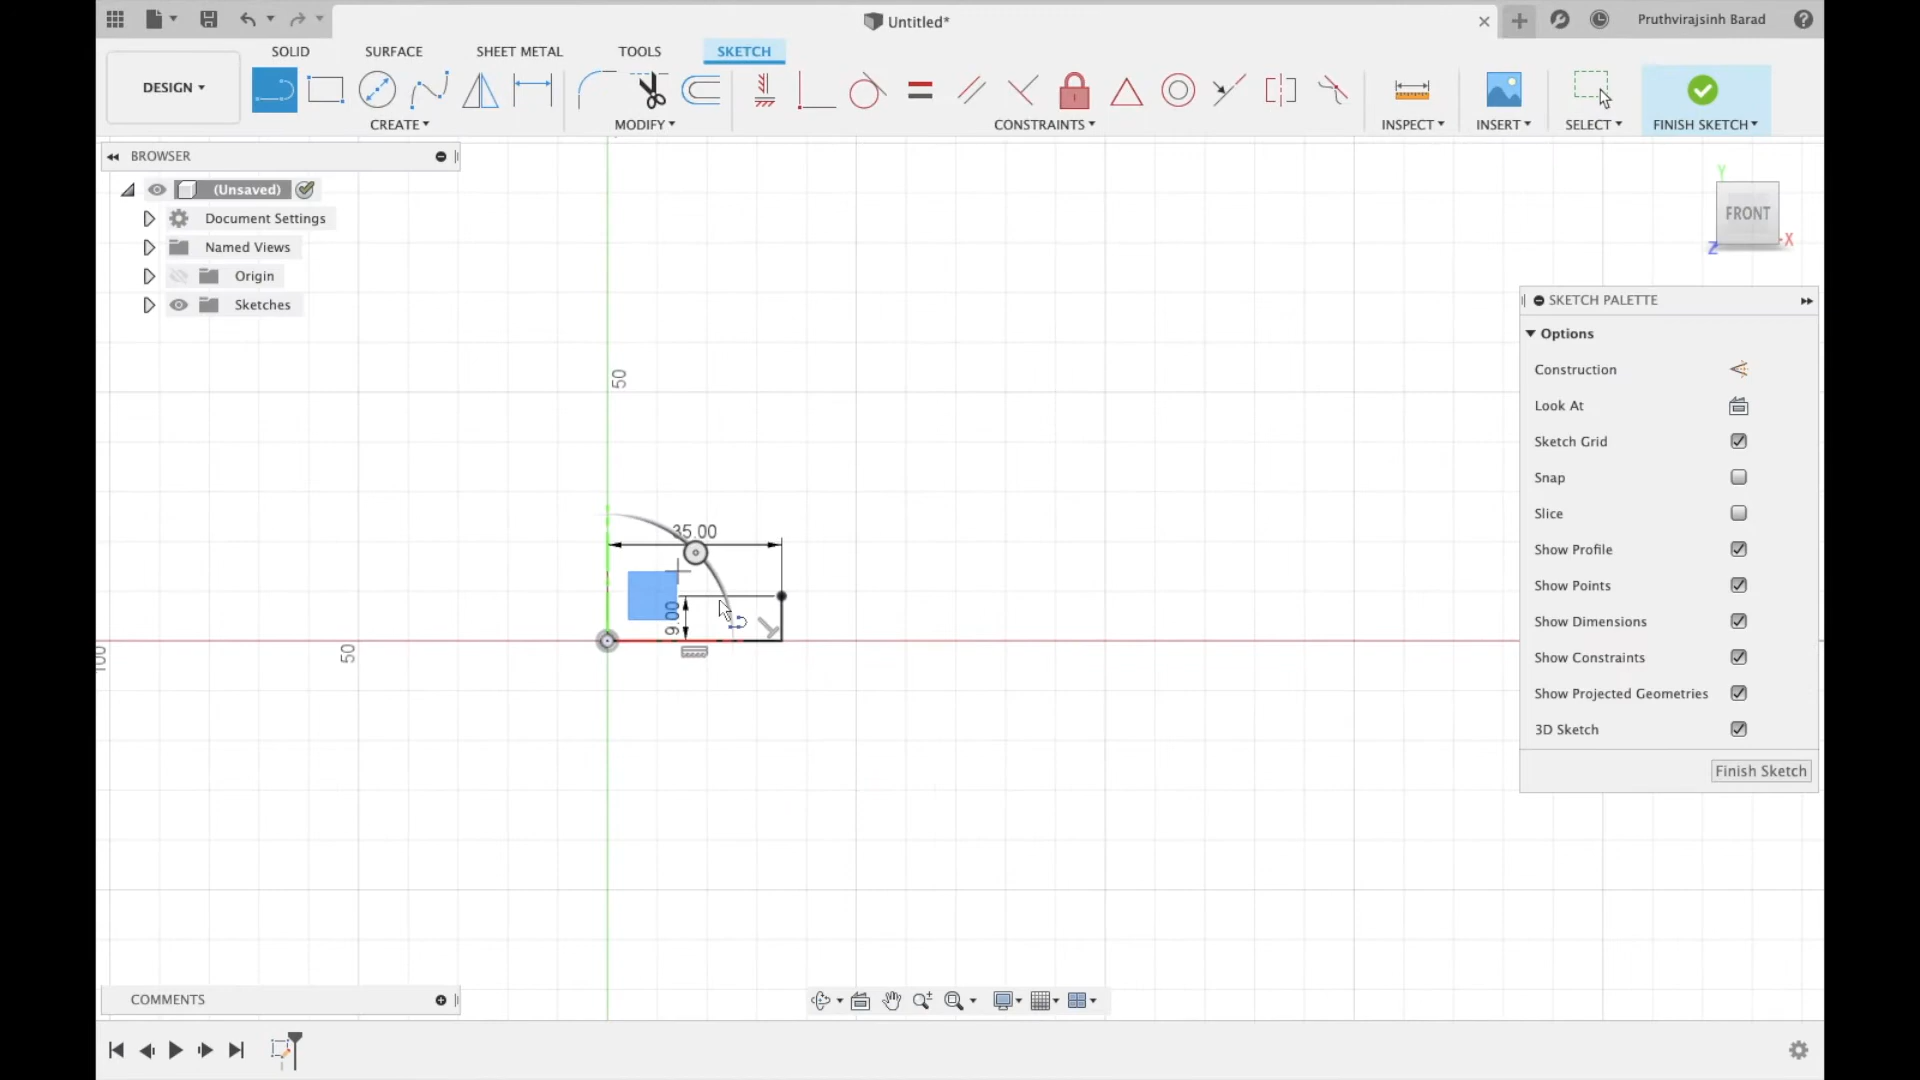 Untitled*
Pruthvirajsinh Barad
SOLID SURFACE SHEET METAL TOOLS SKETCH
DESIGN
CREATE MODIFY CONSTRAINTS INSPECT INSERT SELECT FINISH SKETCH
BROWSER
(Unsaved)
Document Settings
Named Views
Origin
Sketches
Y
FRONT
X
Z
SKETCH PALETTE
Options
Construction
Look At
Sketch Grid
Snap
Slice
Show Profile
Show Points
Show Dimensions
Show Constraints
Show Projected Geometries
3D Sketch
Finish Sketch
50
35.00
9.00
50
100
COMMENTS